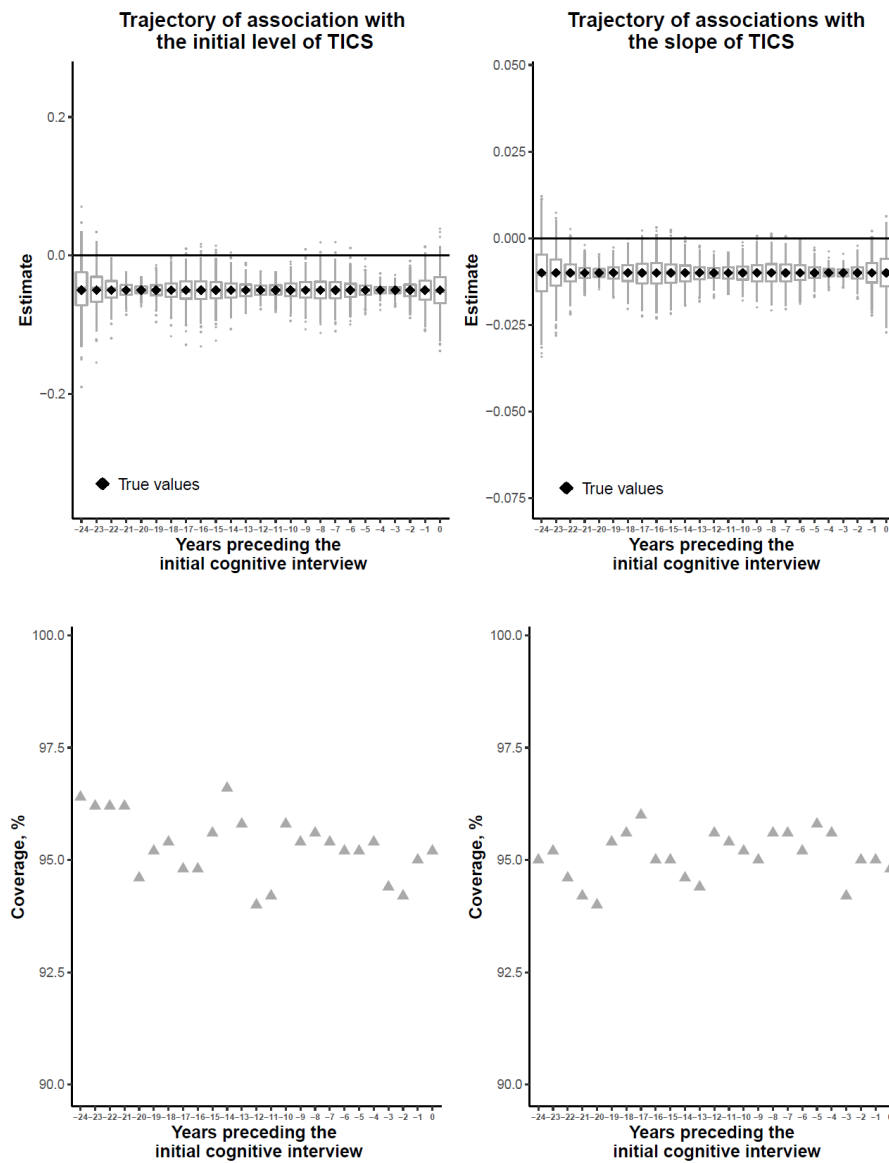 Trajectory of association with
the initial level of TICS
0.2
0.0
−0.2
Estimate
True values
−24 −23 −22 −21 −20 −19 −18 −17 −16 −15 −14 −13 −12 −11 −10 −9 −8 −7 −6 −5 −4 −3 −2 −1 0
Years preceding the
initial cognitive interview
Trajectory of associations with
the slope of TICS
0.050
0.025
0.000
−0.025
−0.050
−0.075
Estimate
True values
−24 −23 −22 −21 −20 −19 −18 −17 −16 −15 −14 −13 −12 −11 −10 −9 −8 −7 −6 −5 −4 −3 −2 −1 0
Years preceding the
initial cognitive interview
100.0
97.5
95.0
92.5
90.0
Coverage, %
−24 −23 −22 −21 −20 −19 −18 −17 −16 −15 −14 −13 −12 −11 −10 −9 −8 −7 −6 −5 −4 −3 −2 −1 0
Years preceding the
initial cognitive interview
100.0
97.5
95.0
92.5
90.0
Coverage, %
−24 −23 −22 −21 −20 −19 −18 −17 −16 −15 −14 −13 −12 −11 −10 −9 −8 −7 −6 −5 −4 −3 −2 −1 0
Years preceding the
initial cognitive interview